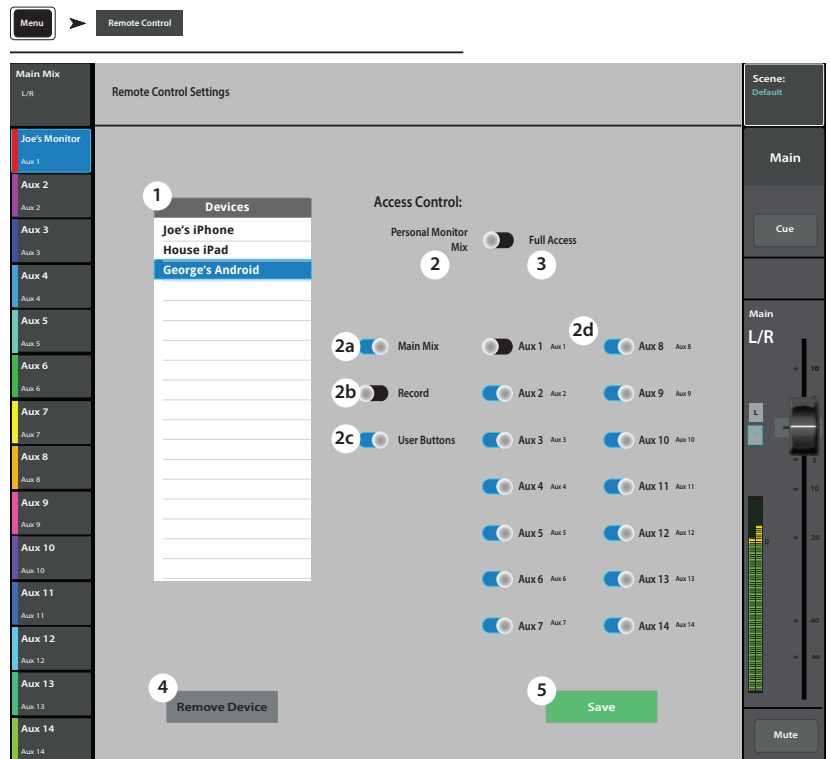 Menu
Remote Control
Main Mix
L/R
Remote Control Settings
Scene:
Default
Joe's Monitor
Aux 1
Aux 2
Aux 2
Aux 3
Aux 3
Aux 4
Aux 4
Aux 5
Aux 5
Aux 6
Aux 6
Aux 7
Aux 7
Aux 8
Aux 8
Aux 9
Aux 9
Aux 10
Aux 10
Aux 11
Aux 11
Aux 12
Aux 12
Aux 13
Aux 13
Aux 14
Aux 14
1
Devices
Joe's iPhone
House iPad
George's Android
Access Control:
Personal Monitor
Mix
Full Access
2
3
2a Main Mix
2b Record
2c User Buttons
2d
Aux 1 Aux 1
Aux 2 Aux 2
Aux 3 Aux 3
Aux 4 Aux 4
Aux 5 Aux 5
Aux 6 Aux 6
Aux 7 Aux 7
Aux 8 Aux 8
Aux 9 Aux 9
Aux 10 Aux 10
Aux 11 Aux 11
Aux 12 Aux 12
Aux 13 Aux 13
Aux 14 Aux 14
4
Remove Device
5
Save
Main
Cue
Main
L/R
10
L
5
10
0
20
40
∞
Mute